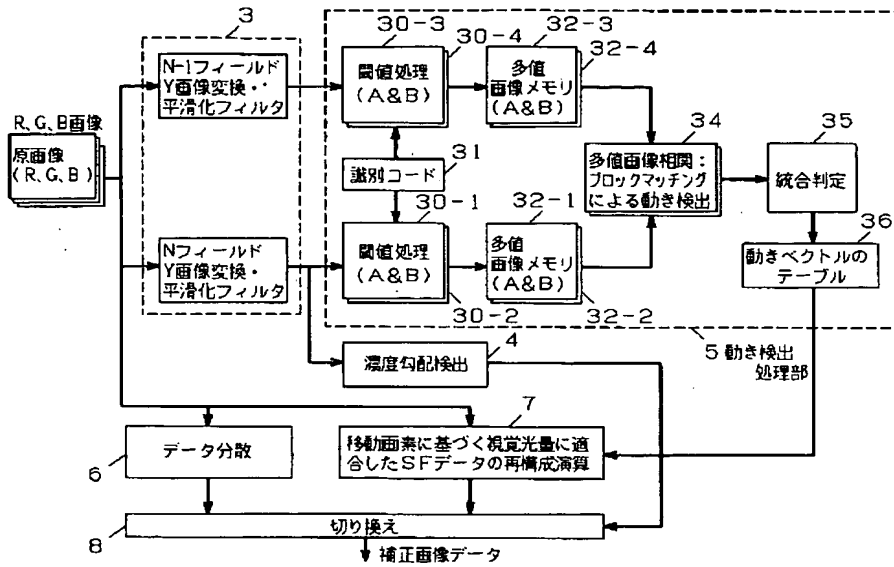 3
30-3
30-4
32-3
32-4
N-1フィールド
Y画像変換・・
平滑化フィルタ
閾値処理
(A&B)
多値
画像メモリ
(A&B)
R、G、B画像
原画像
(R、G、B)
31
識別コード
34
多値画像相関:
ブロックマッチング
による動き検出
35
統合判定
30-1
32-1
Nフィールド
Y画像変換・
平滑化フィルタ
閾値処理
(A&B)
多値
画像メモリ
(A&B)
36
動きベクトルの
テーブル
30-2
32-2
4
濃度勾配検出
5 動き検出
処理部
データ分散
6
7
移動画素に基づく視覚光量に適
合したSFデータの再構成演算
8
切り換え
補正画像データ